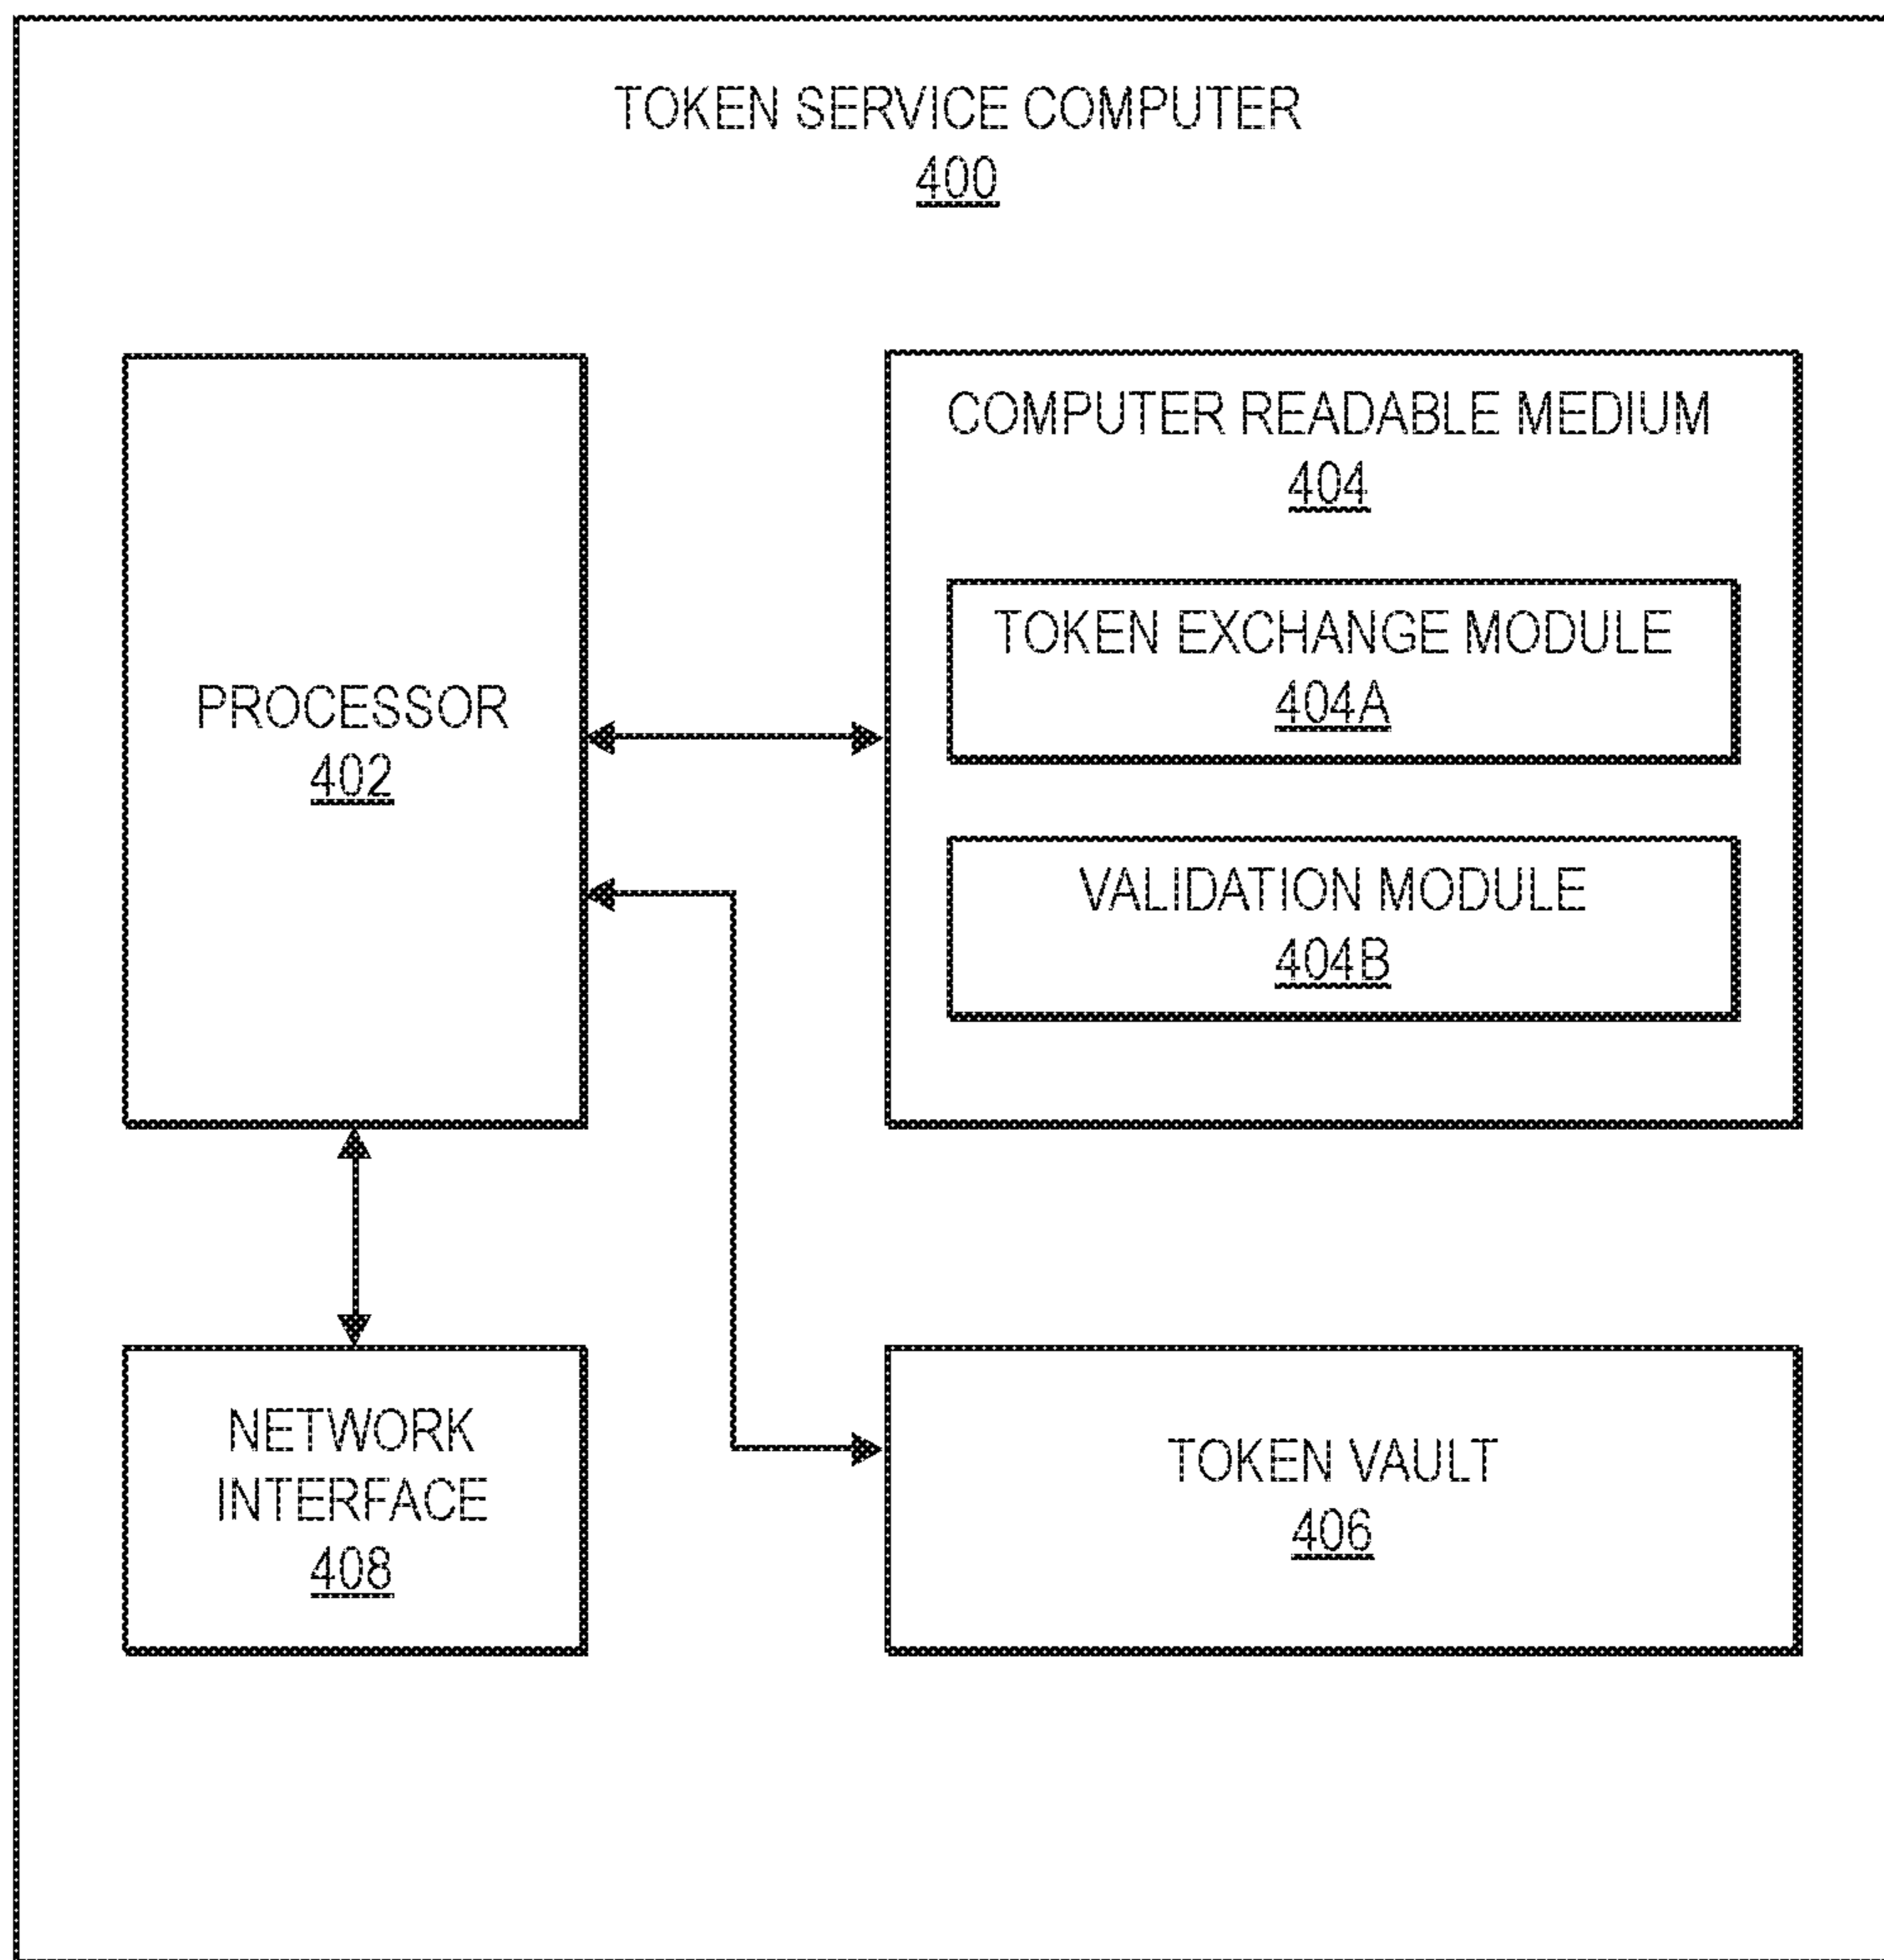 TOKEN SERVICE COMPUTER
400
PROCESSOR
402
COMPUTER READABLE MEDIUM
404
TOKEN EXCHANGE MODULE
404A
VALIDATION MODULE
404B
NETWORK
INTERFACE
408
TOKEN VAULT
406